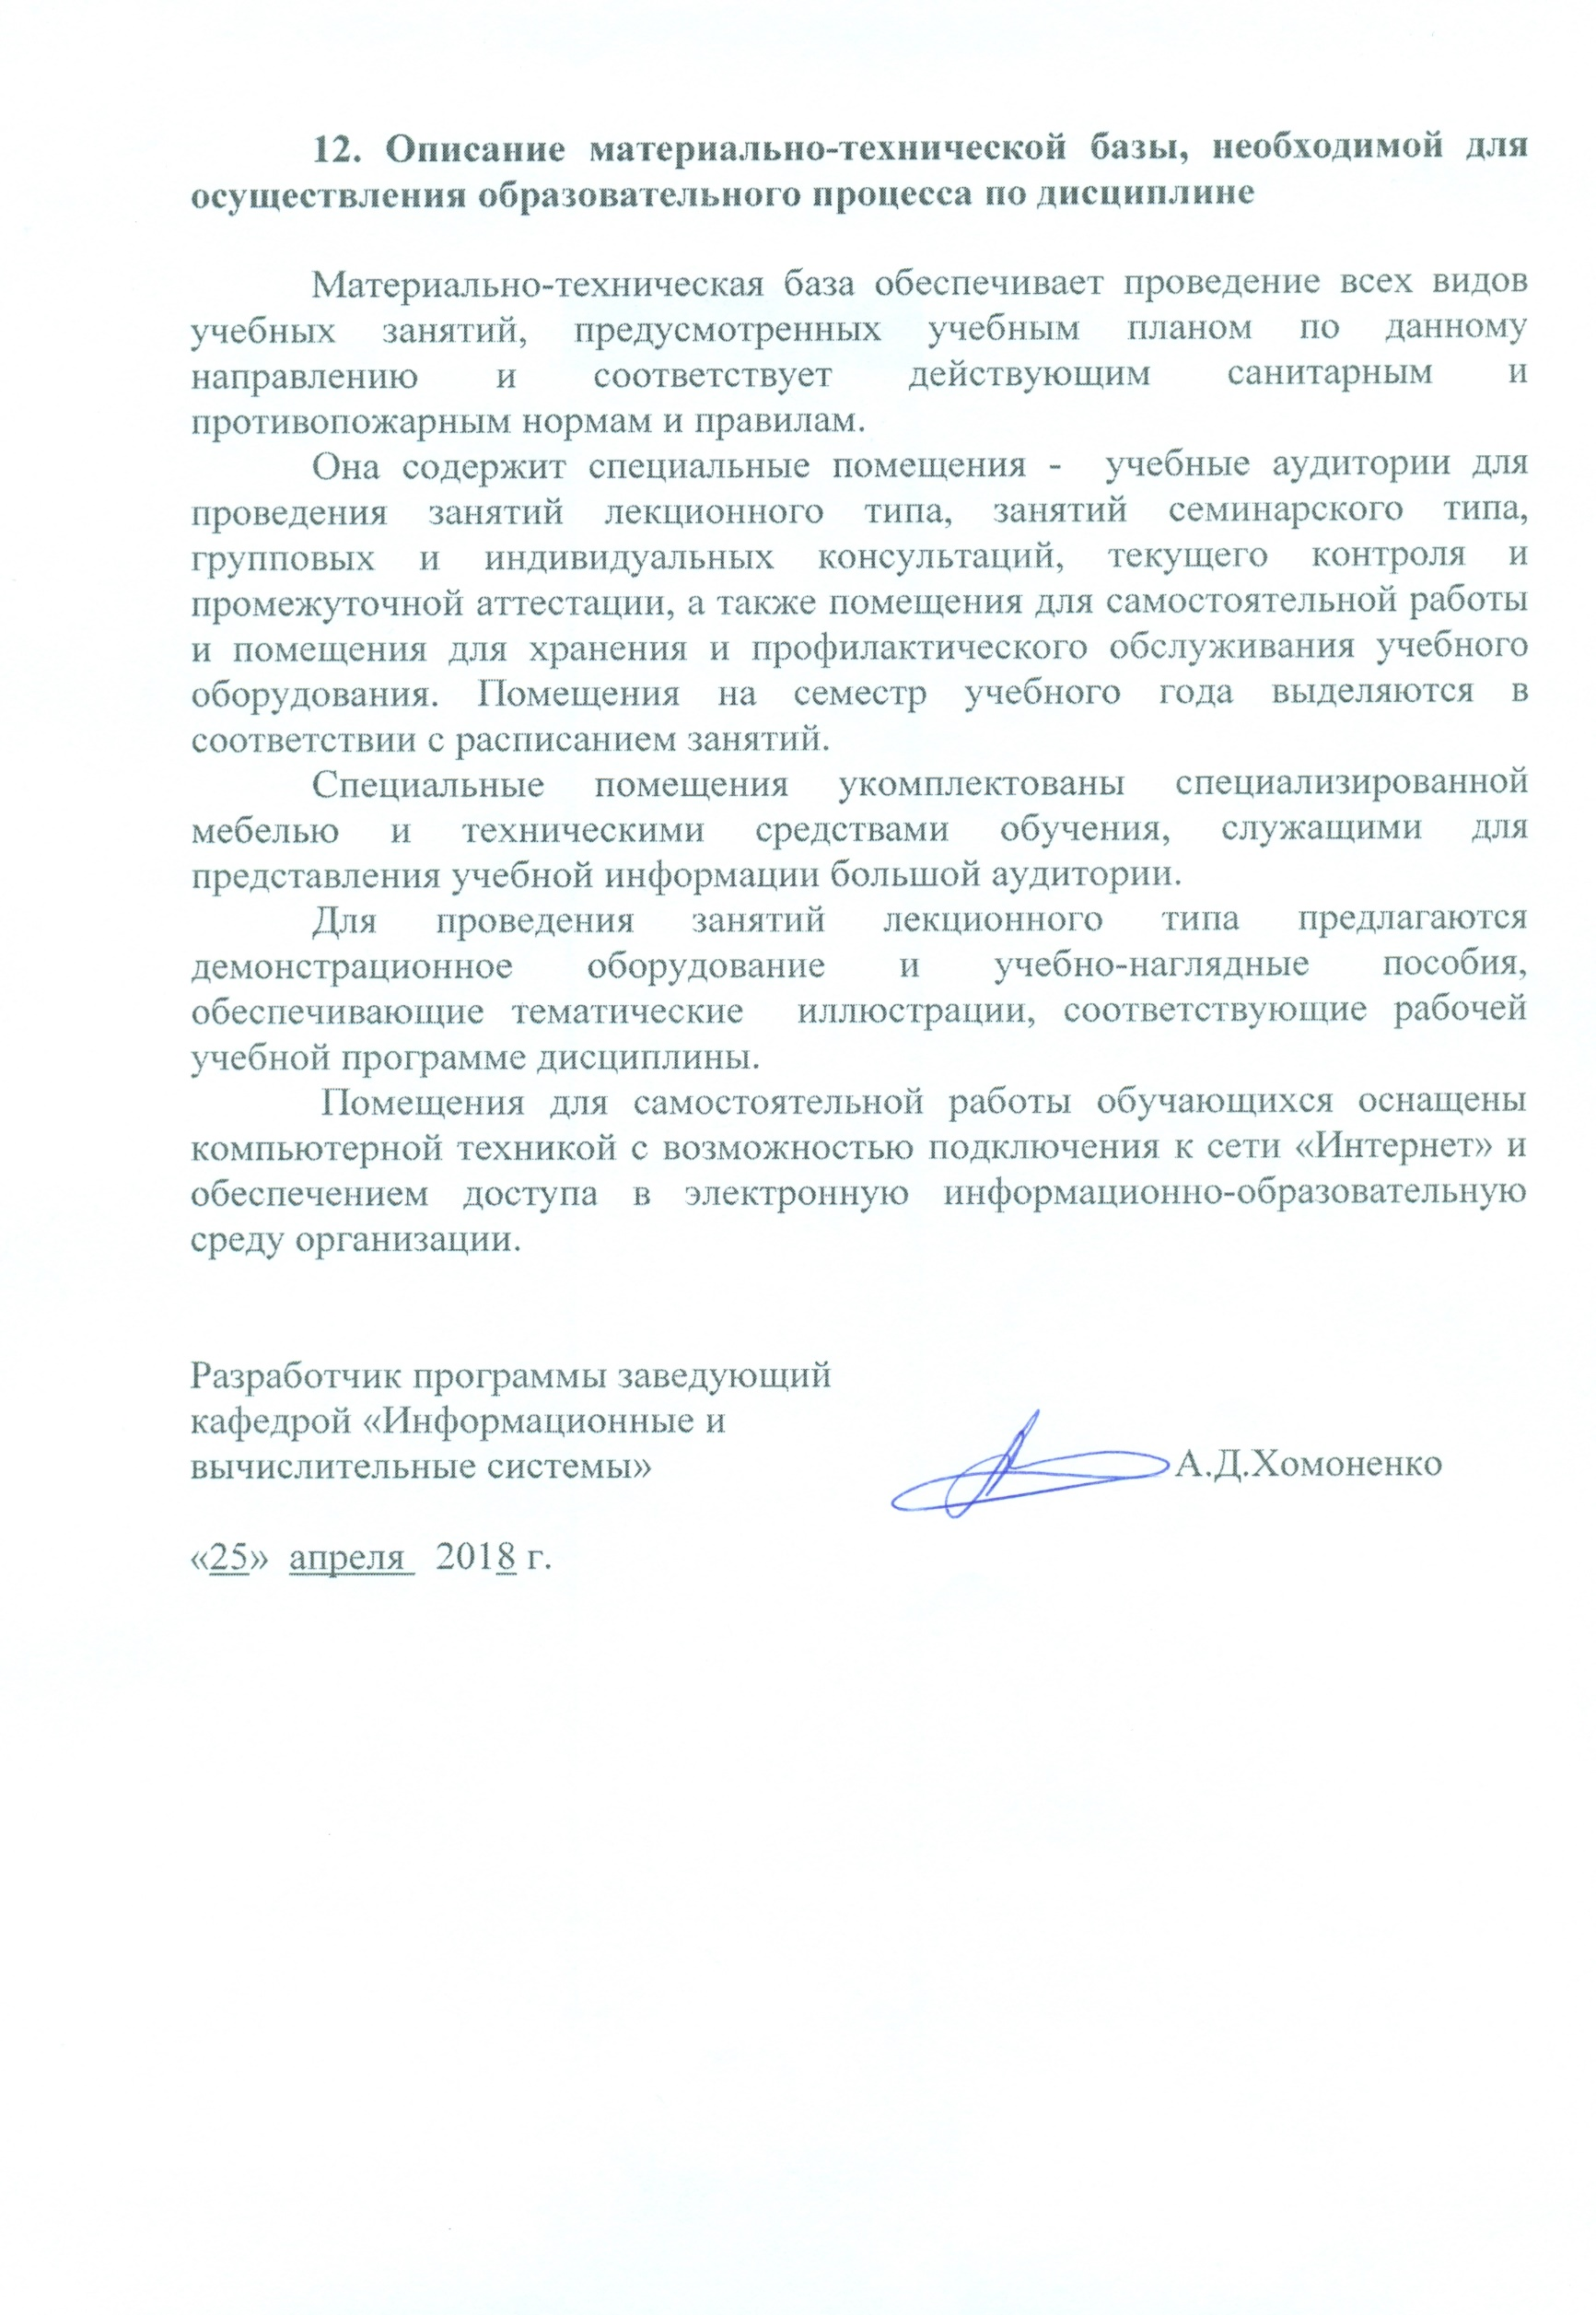 12. Описание материально-технической базы, необходимой для
осуществления образовательного процесса по дисциплине
Материально-техническая база обеспечивает проведение всех видов
учебных занятий, предусмотренных учебным планом по данному
направлению и соответствует действующим санитарным и
противопожарным нормам и правилам.
Она содержит специальные помещения - учебные аудитории для
проведения занятий лекционного типа, занятий семинарского типа,
групповых и индивидуальных консультаций, текущего контроля и
промежуточной аттестации, а также помещения для самостоятельной работы
и помещения для хранения и профилактического обслуживания учебного
оборудования. Помещения на семестр учебного года выделяются в
соответствии с расписанием занятий.
Специальные помещения укомплектованы специализированной
мебелью и техническими средствами обучения, служащими для
представления учебной информации большой аудитории.
Для проведения занятий лекционного типа предлагаются
демонстрационное оборудование и учебно-наглядные пособия,
обеспечивающие тематические иллюстрации, соответствующие рабочей
учебной программе дисциплины.
Помещения для самостоятельной работы обучающихся оснащены
компьютерной техникой с возможностью подключения к сети «Интернет» и
обеспечением доступа в электронную информационно-образовательную
среду организации.
Разработчик программы заведующий
кафедрой «Информационные и
вычислительные системы» А.Д.Хомоненко
«25» апреля 2018 г.